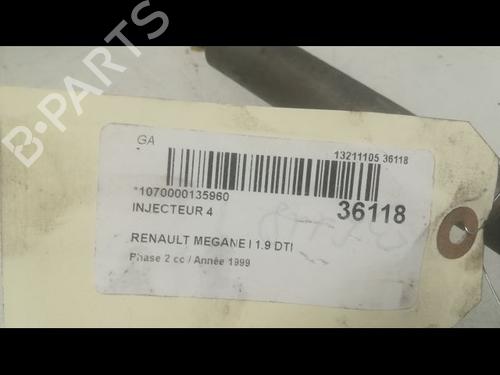 B-PARTS
GA
13211105 36118
*1070000135960
36118
INJECTEUR 4
RENAULT MEGANE I 1.9 DTI
Phase 2 cc / Année 1999